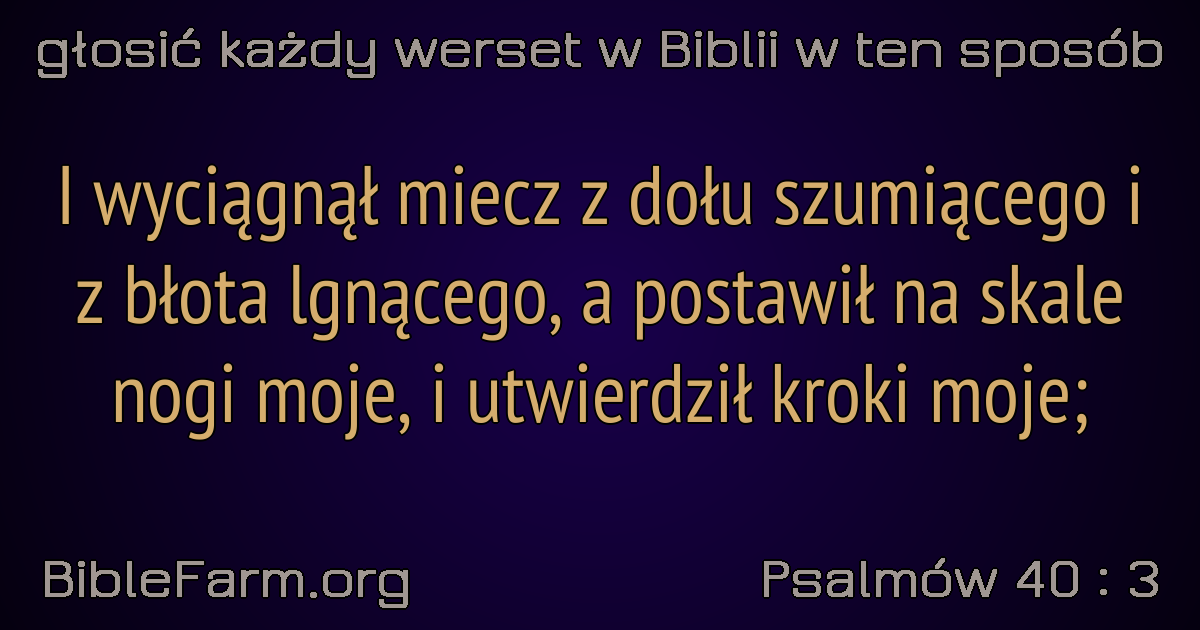 głosić każdy werset w Biblii w ten sposób
I wyciągnął miecz z dołu szumiącego i
z błota lgnącego, a postawił na skale
nogi moje, i utwierdził kroki moje;
BibleFarm.org
Psalmów 40 : 3